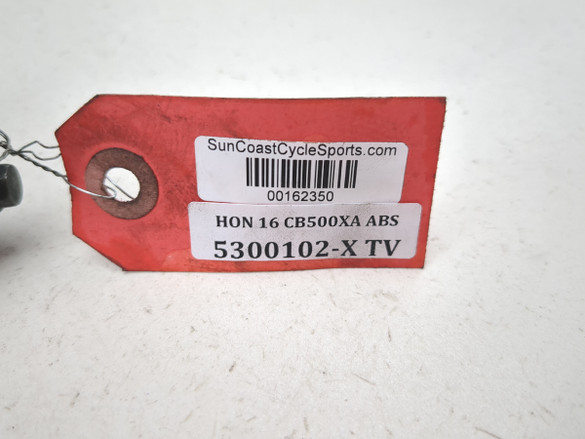 SunCoastCycleSports.com
00162350
HON 16 CB500XA ABS
5300102-X TV